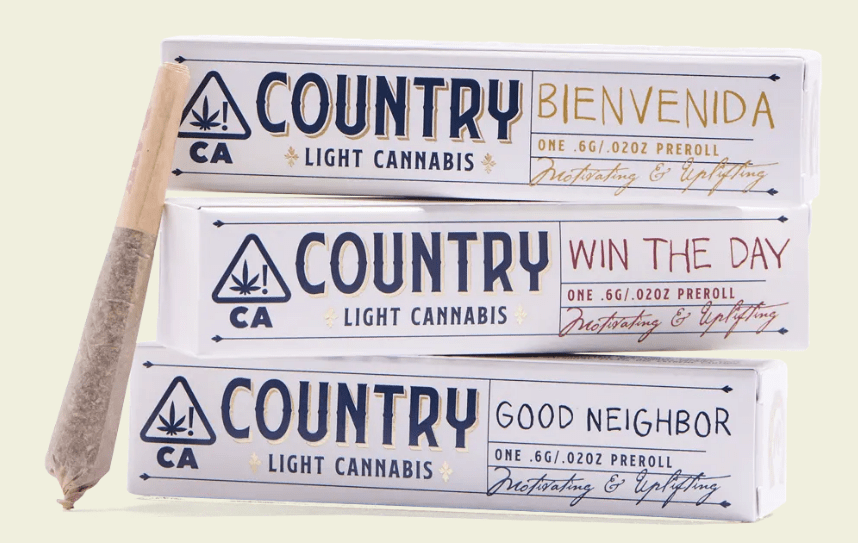 !
CA
COUNTRY
LIGHT CANNABIS
BIENVENIDA
ONE .6G/.02OZ PREROLL
Motivating & Uplifting
!
CA
COUNTRY
LIGHT CANNABIS
WIN THE DAY
ONE .6G/.02OZ PREROLL
Motivating & Uplifting
!
CA
COUNTRY
LIGHT CANNABIS
GOOD NEIGHBOR
ONE .6G/.02OZ PREROLL
Motivating & Uplifting